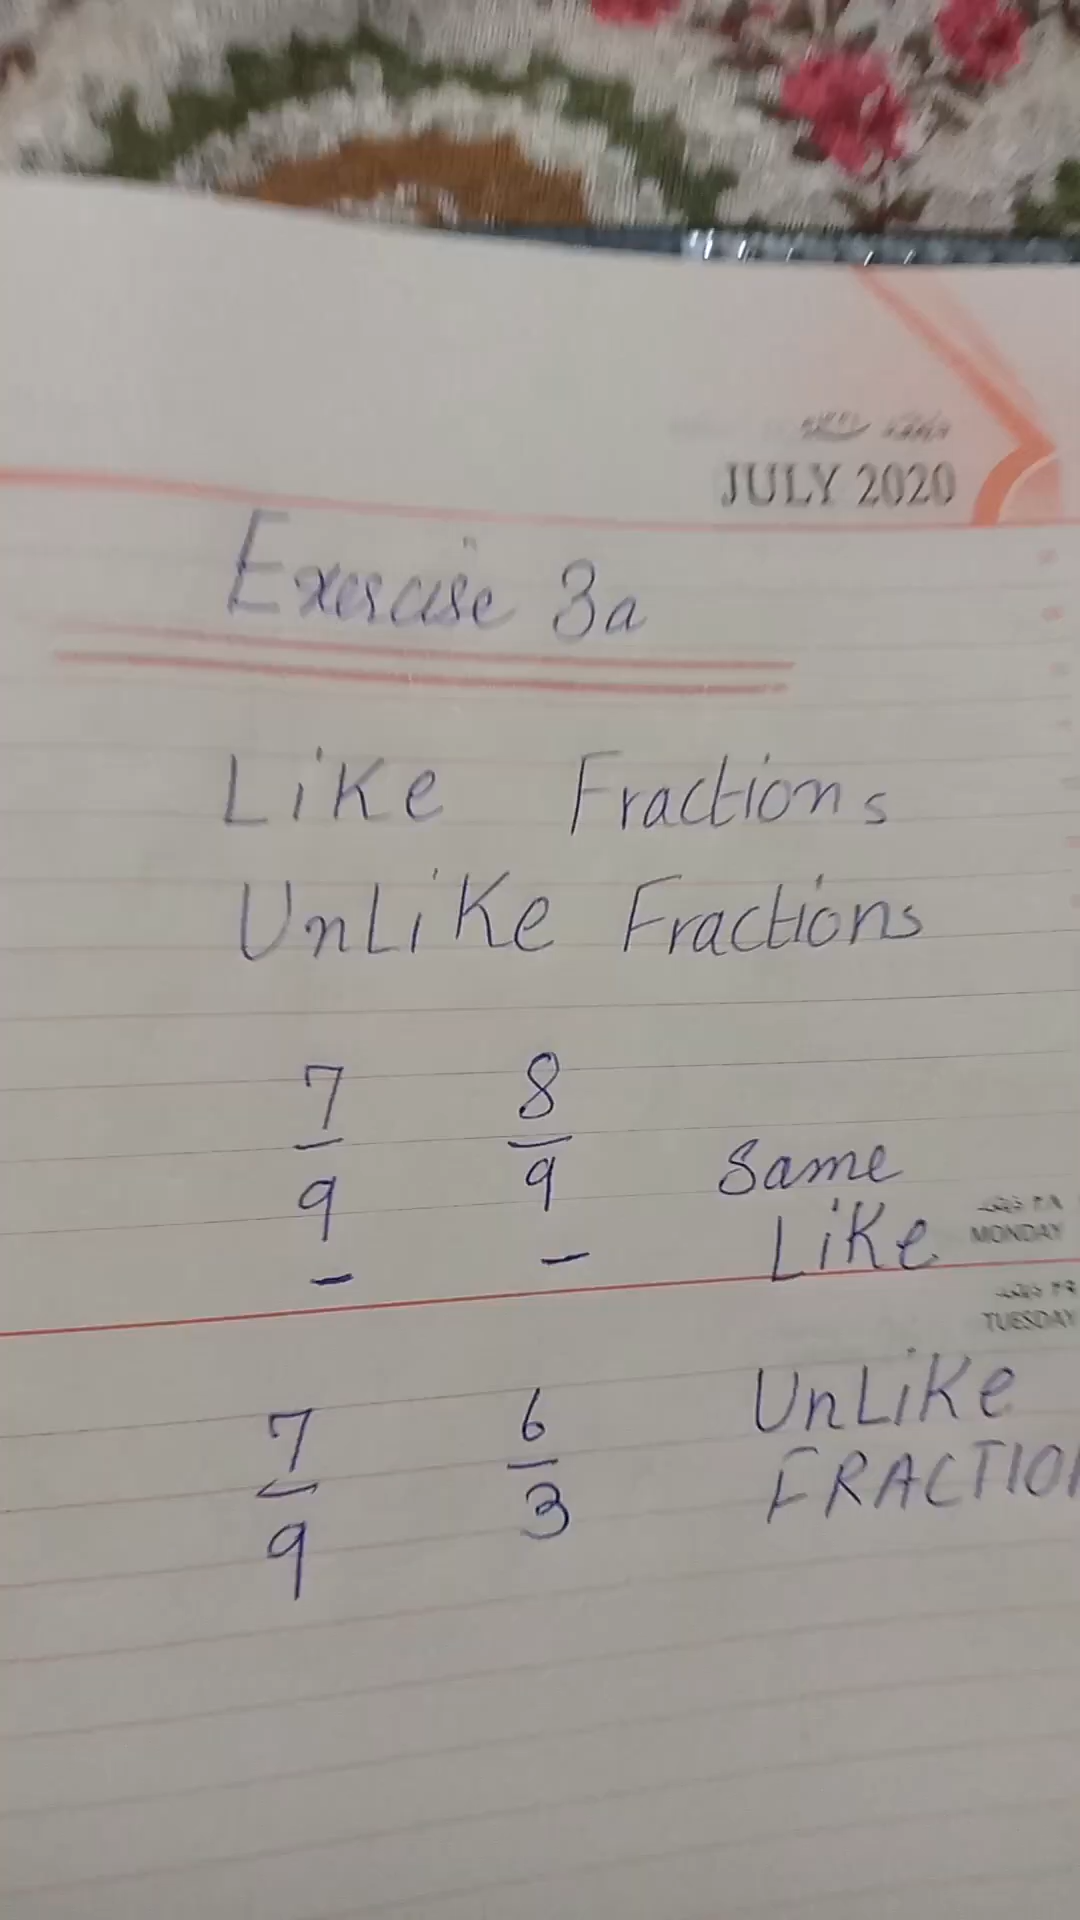 JULY 2020
Exercise 3a
Like Fractions
UnLike Fractions
7/9 8/9 Same
Like
MONDAY
TUESDAY
7/9 6/3 UnLike
FRACTION